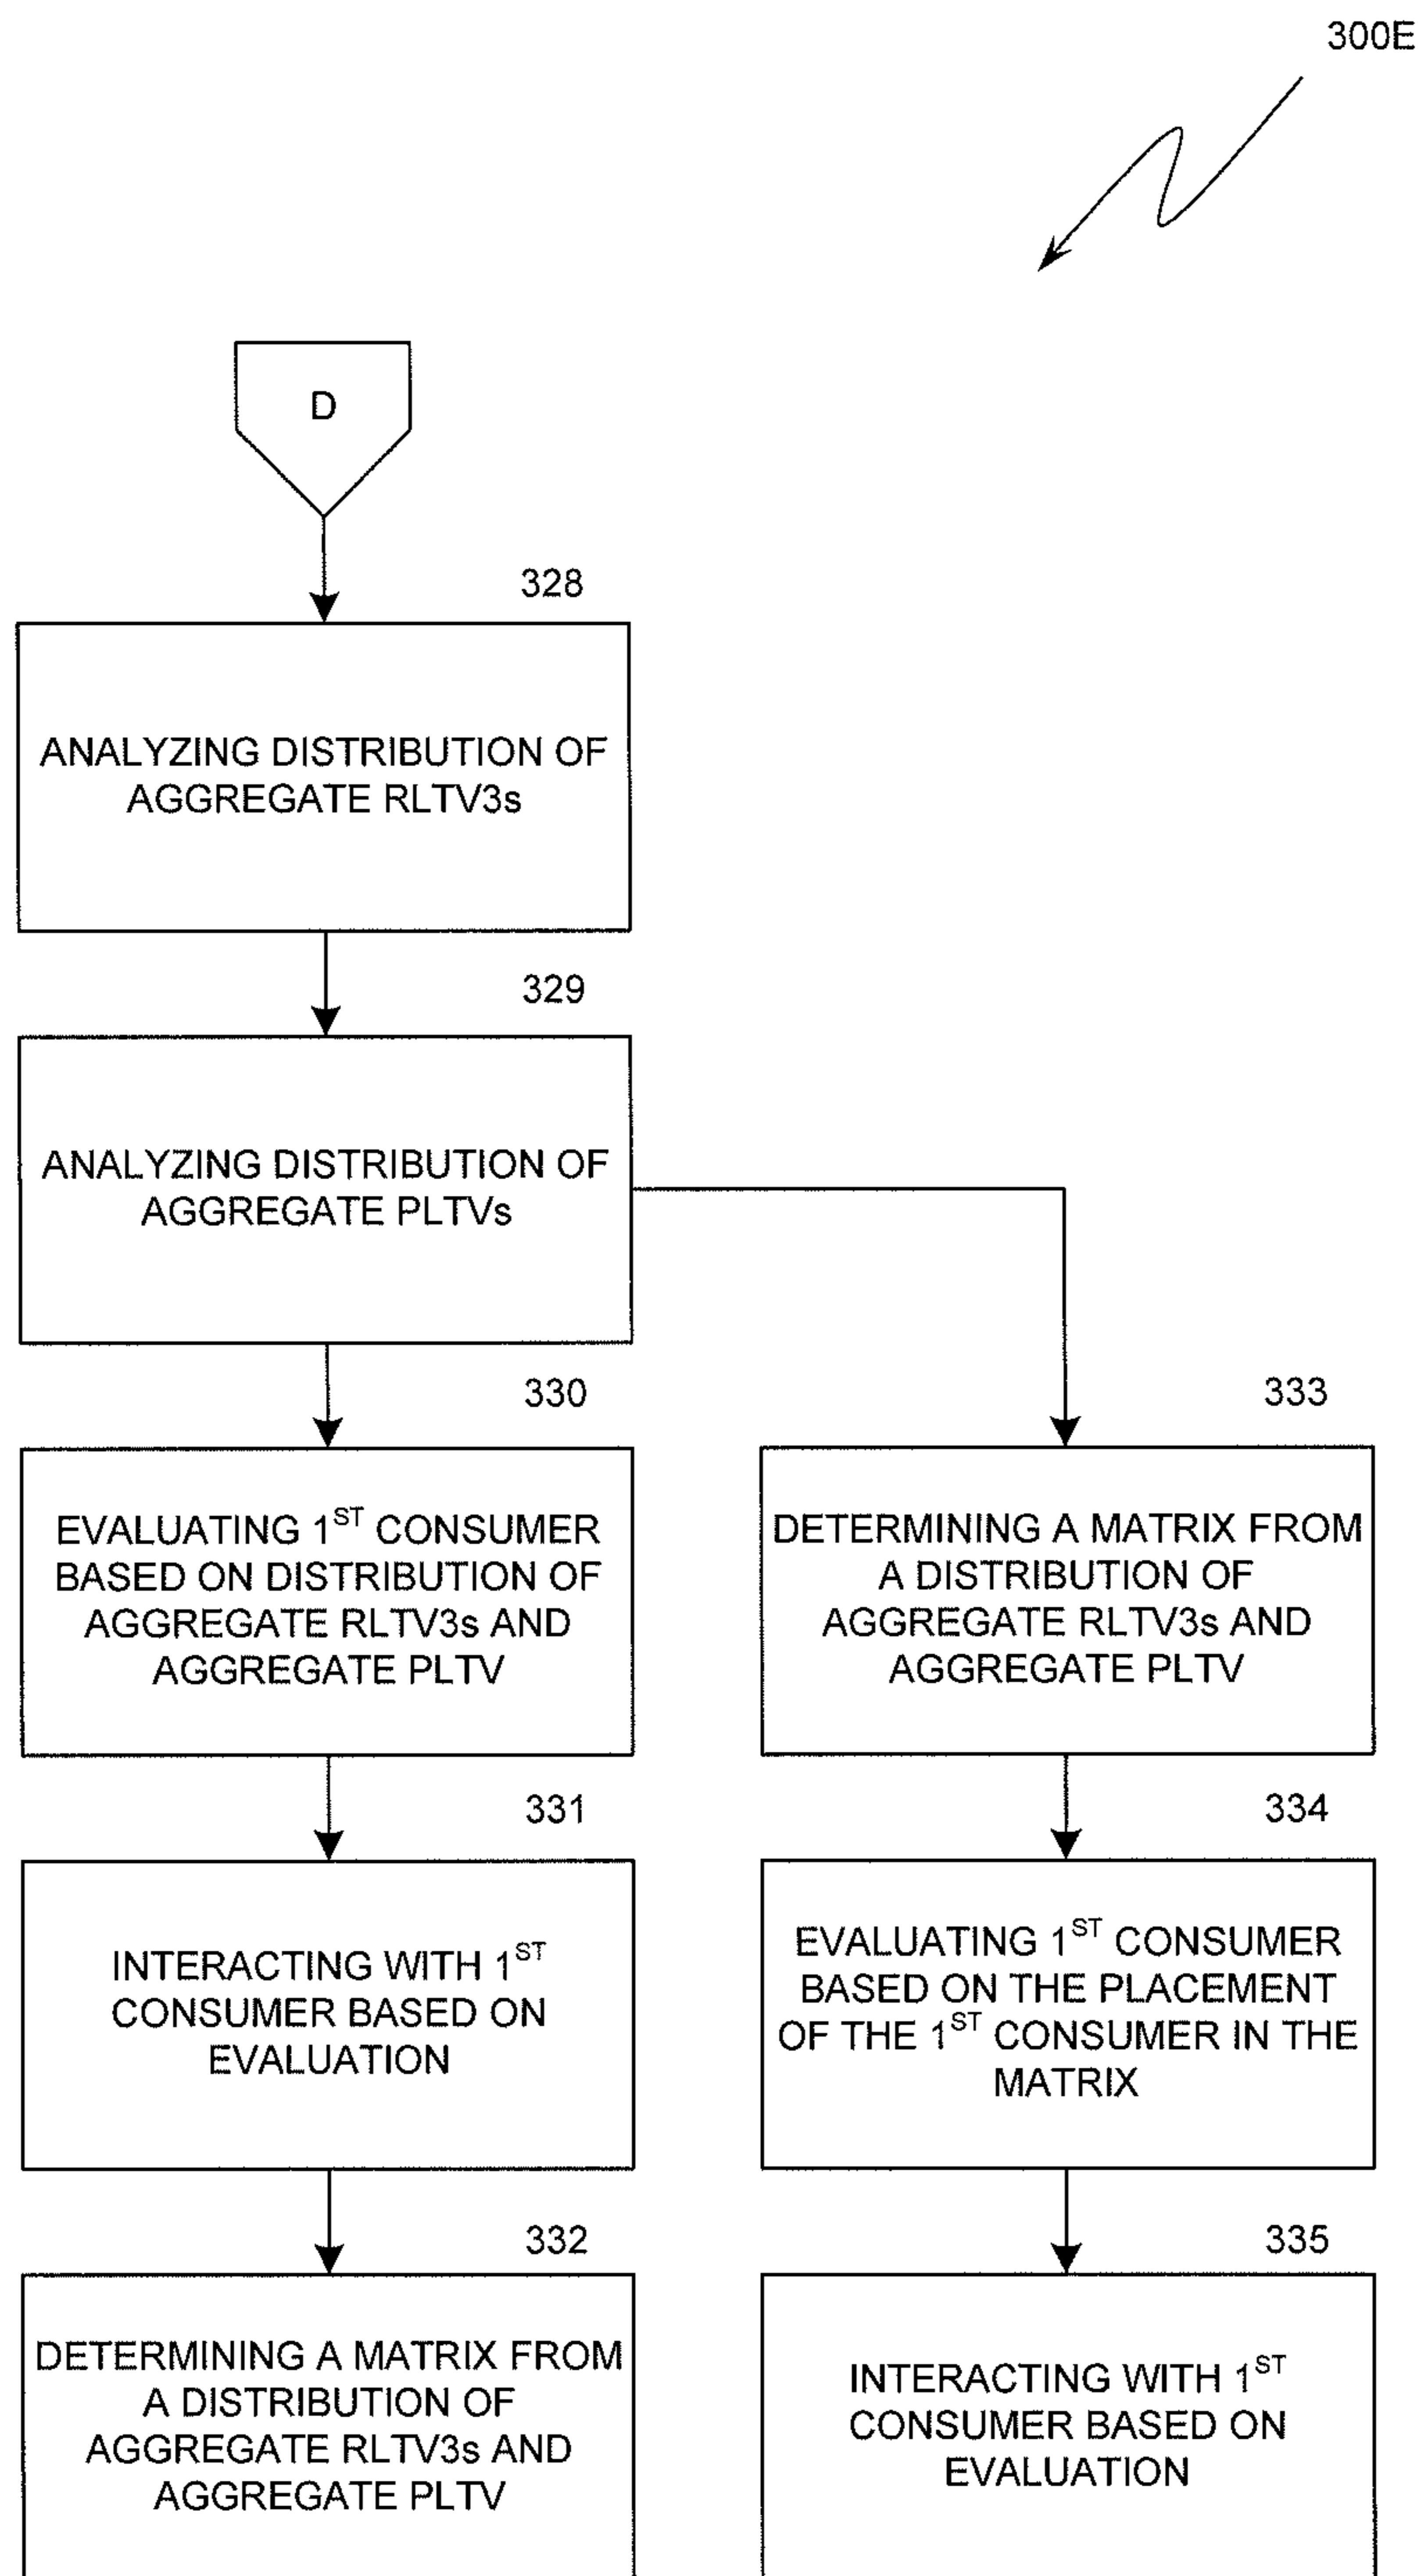 300E
D
328
ANALYZING DISTRIBUTION OF
AGGREGATE RLTV3s
329
ANALYZING DISTRIBUTION OF
AGGREGATE PLTVs
330
EVALUATING 1ST CONSUMER
BASED ON DISTRIBUTION OF
AGGREGATE RLTV3s AND
AGGREGATE PLTV
331
INTERACTING WITH 1ST
CONSUMER BASED ON
EVALUATION
332
DETERMINING A MATRIX FROM
A DISTRIBUTION OF
AGGREGATE RLTV3s AND
AGGREGATE PLTV
333
DETERMINING A MATRIX FROM
A DISTRIBUTION OF
AGGREGATE RLTV3s AND
AGGREGATE PLTV
334
EVALUATING 1ST CONSUMER
BASED ON THE PLACEMENT
OF THE 1ST CONSUMER IN THE
MATRIX
335
INTERACTING WITH 1ST
CONSUMER BASED ON
EVALUATION